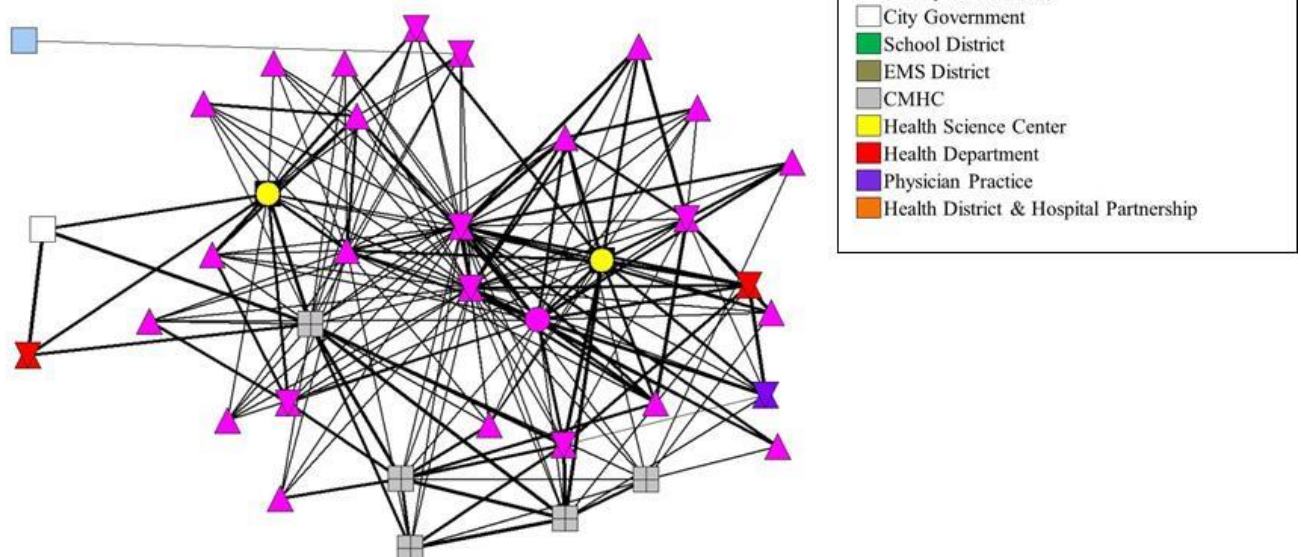 City Government
School District
EMS District
CMHC
Health Science Center
Health Department
Physician Practice
Health District & Hospital Partnership